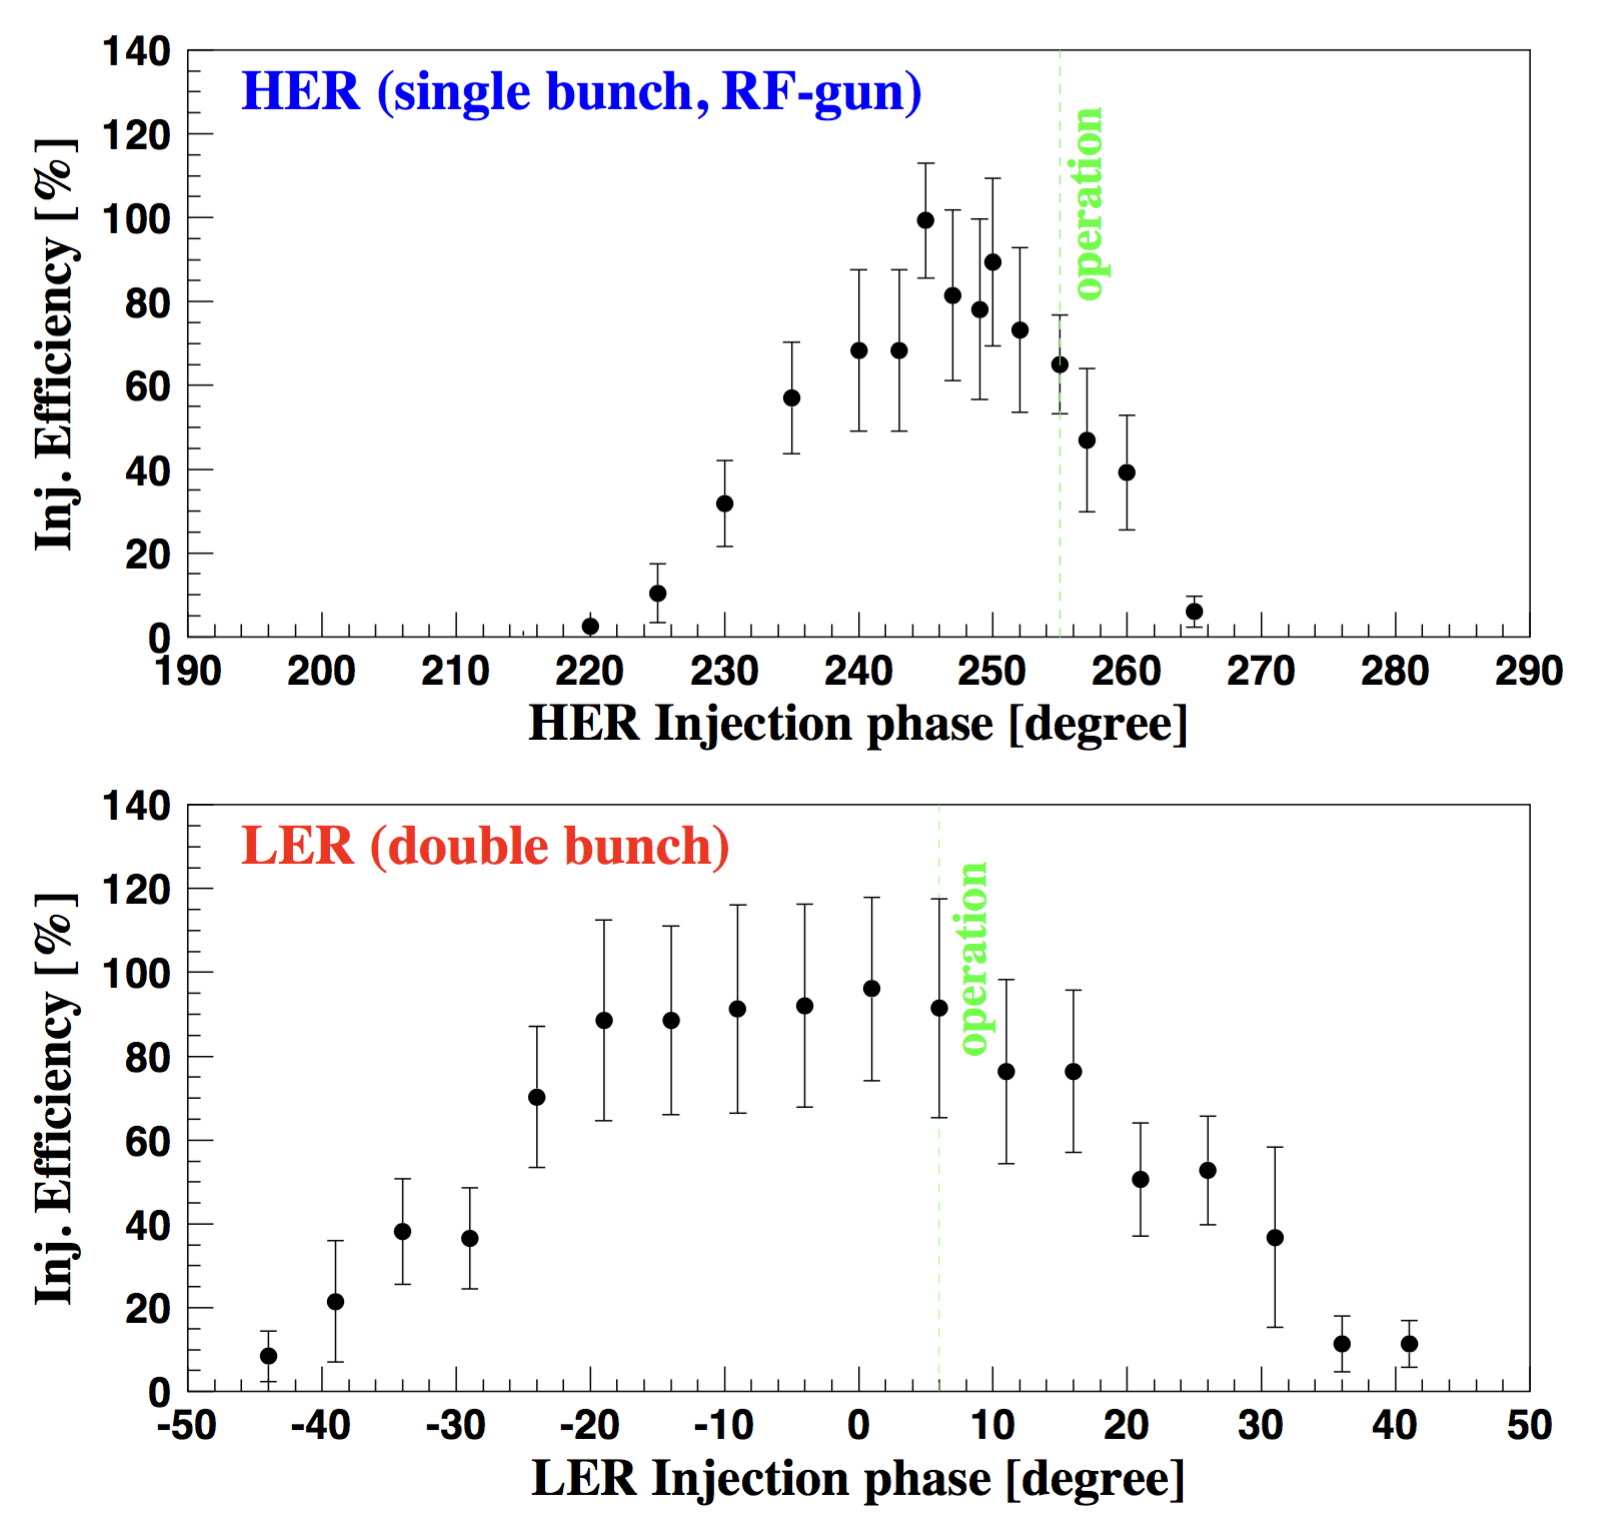 140
HER (single bunch, RF-gun)
120
operation
100
80
60
40
20
0
Inj. Efficiency [%]
190 200 210 220 230 240 250 260 270 280 290
HER Injection phase [degree]
140
LER (double bunch)
120
operation
100
80
60
40
20
0
Inj. Efficiency [%]
-50 -40 -30 -20 -10 0 10 20 30 40 50
LER Injection phase [degree]